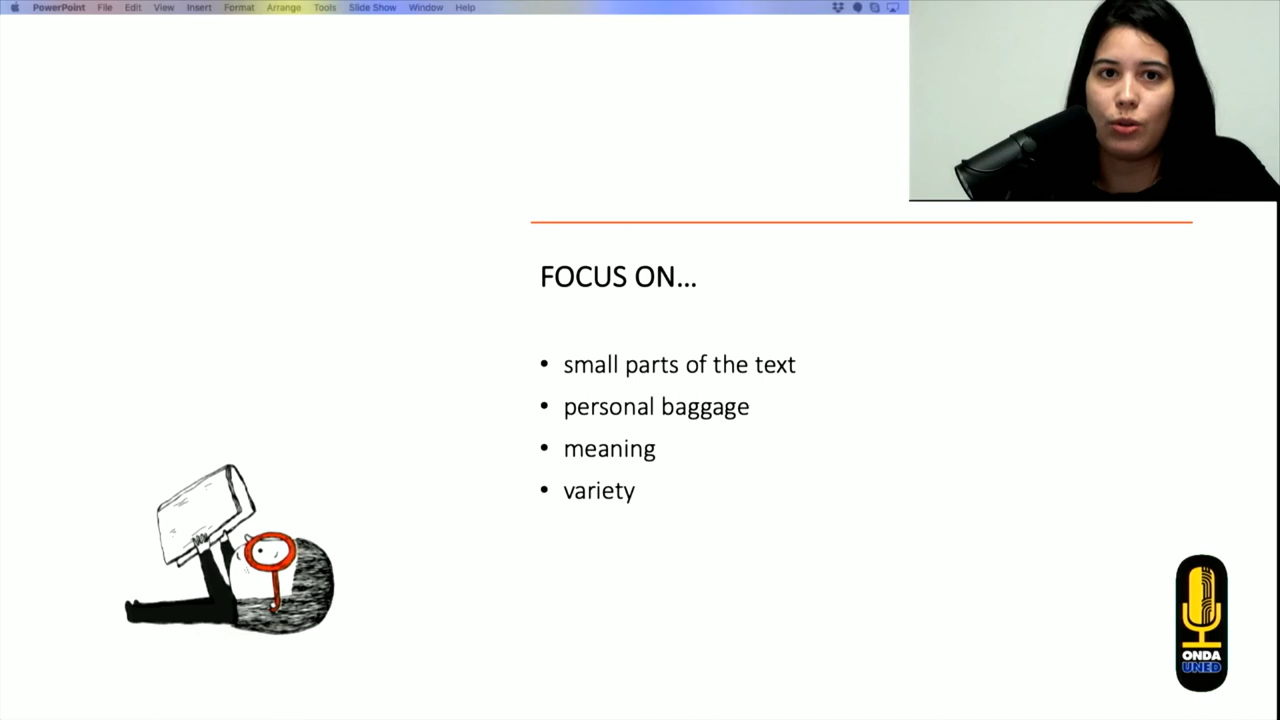 PowerPoint File Edit View Insert Format Arrange Tools Slide Show Window Help
FOCUS ON...
• small parts of the text
• personal baggage
• meaning
• variety
ONDA
UNED